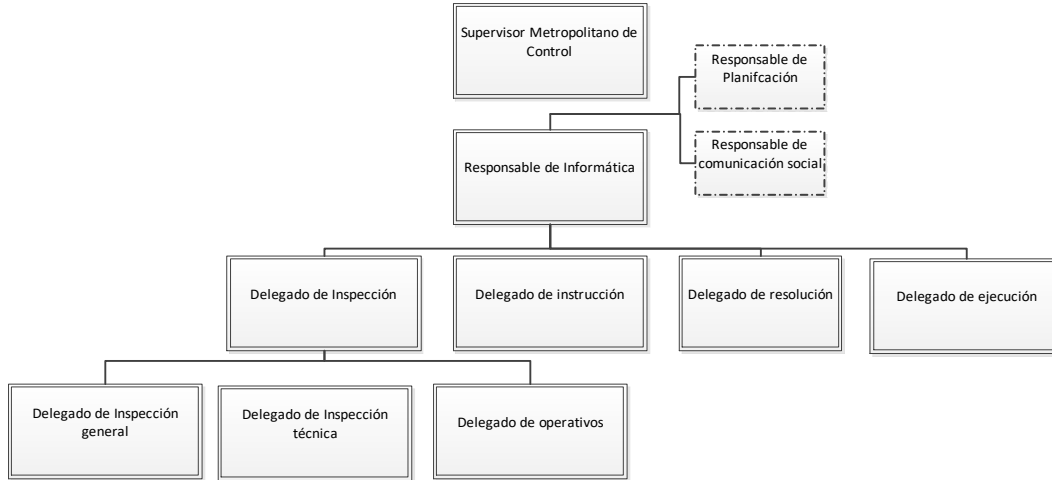 Supervisor Metropolitano de
Control
Responsable de
Planifcación
Responsable de
comunicación social
Responsable de Informática
Delegado de Inspección
Delegado de instrucción
Delegado de resolución
Delegado de ejecución
Delegado de Inspección
general
Delegado de Inspección
técnica
Delegado de operativos